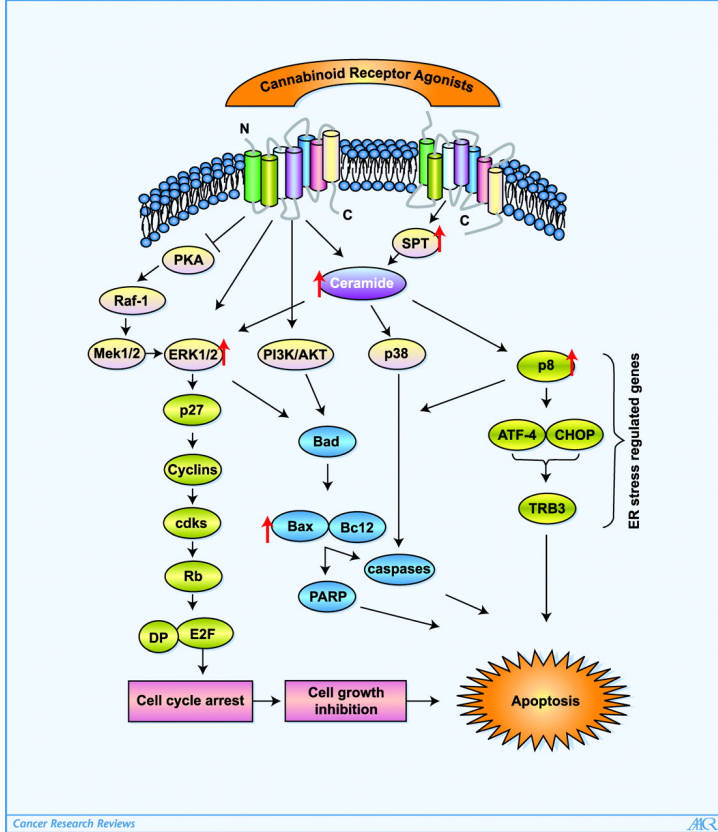 Cannabinoid Receptor Agonists
N
C
C
SPT
PKA
Ceramide
Raf-1
Mek1/2
ERK1/2
PI3K/AKT
p38
p8
p27
ATF-4
CHOP
Bad
Cyclins
TRB3
ER stress regulated genes
cdks
Bax
Bc12
caspases
Rb
PARP
DP
E2F
Cell cycle arrest
Cell growth
inhibition
Apoptosis
Cancer Research Reviews
AACR